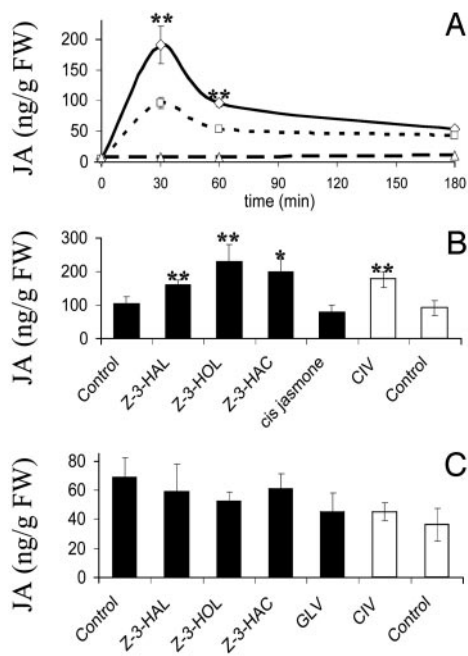 A
JA (ng/g FW)
200
150
100
50
0
**
**
0 30 60 90 120 150 180
time (min)
B
JA (ng/g FW)
300
200
100
0
** ** * **
Control Z-3-HAL Z-3-HOL Z-3-HAC cis jasmone CIV Control
C
JA (ng/g FW)
80
60
40
20
0
Control Z-3-HAL Z-3-HOL Z-3-HAC GLV CIV Control